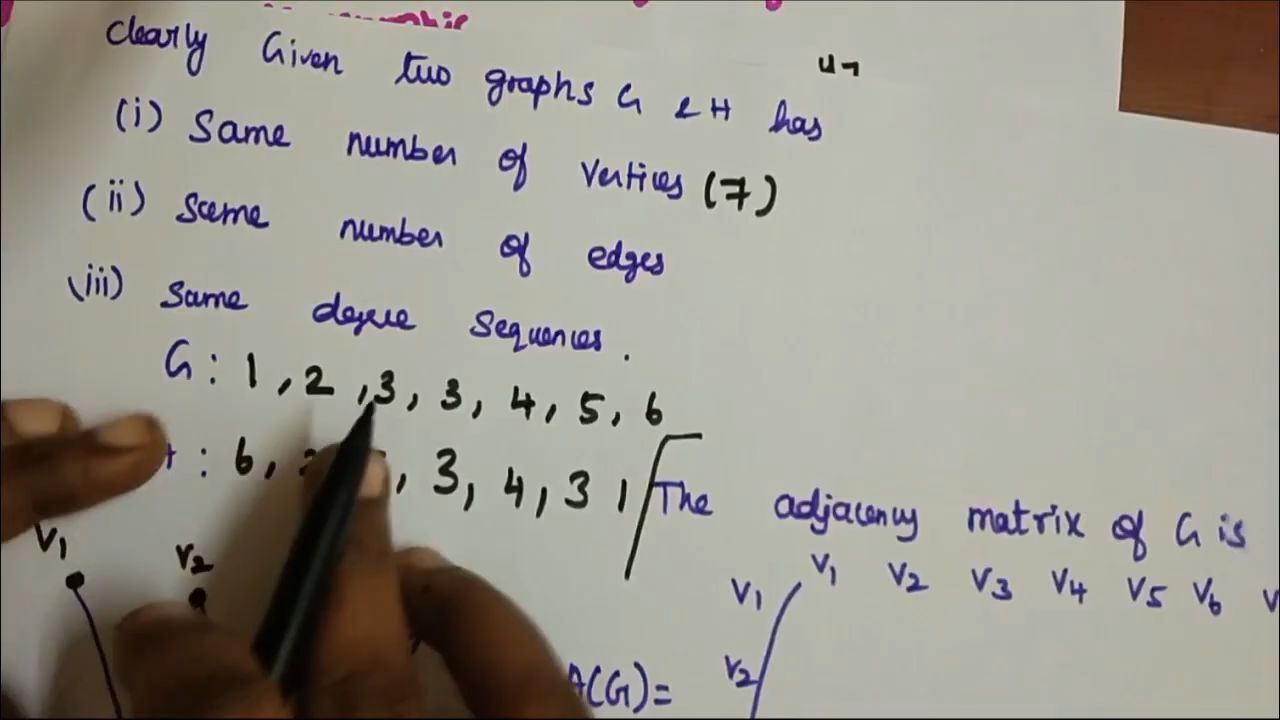 u7
Clearly Given two graphs G & H has
(i) Same number of vertices (7)
(ii) Same number of edges
(iii) Same degree sequences.
G: 1, 2, 3, 3, 4, 5, 6
: 6, 3, 4, 3 1
The adjacency matrix of G is
V1 V2 V3 V4 V5 V6
V1
V2
A(G)=
V1
V2